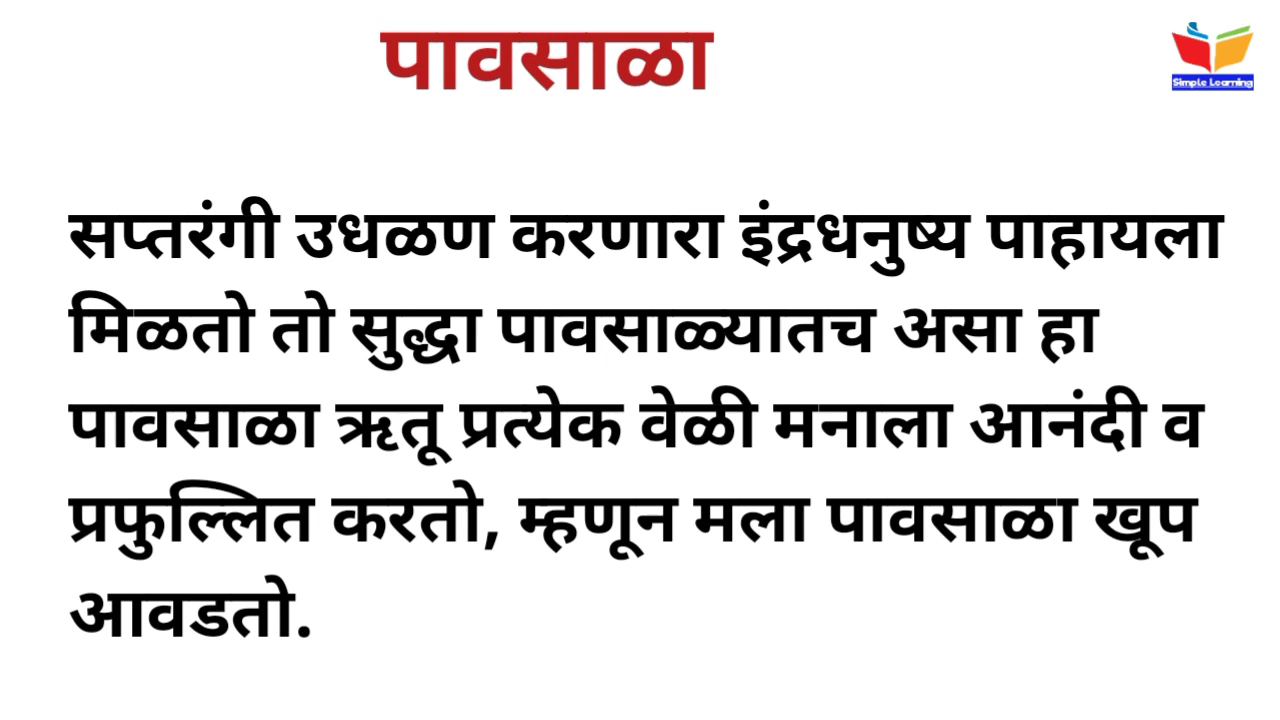 पावसाळा
Simple Learning
सप्तरंगी उधळण करणारा इंद्रधनुष्य पाहायला
मिळतो तो सुद्धा पावसाळ्यातच असा हा
पावसाळा ऋतू प्रत्येक वेळी मनाला आनंदी व
प्रफुल्लित करतो, म्हणून मला पावसाळा खूप
आवडतो.